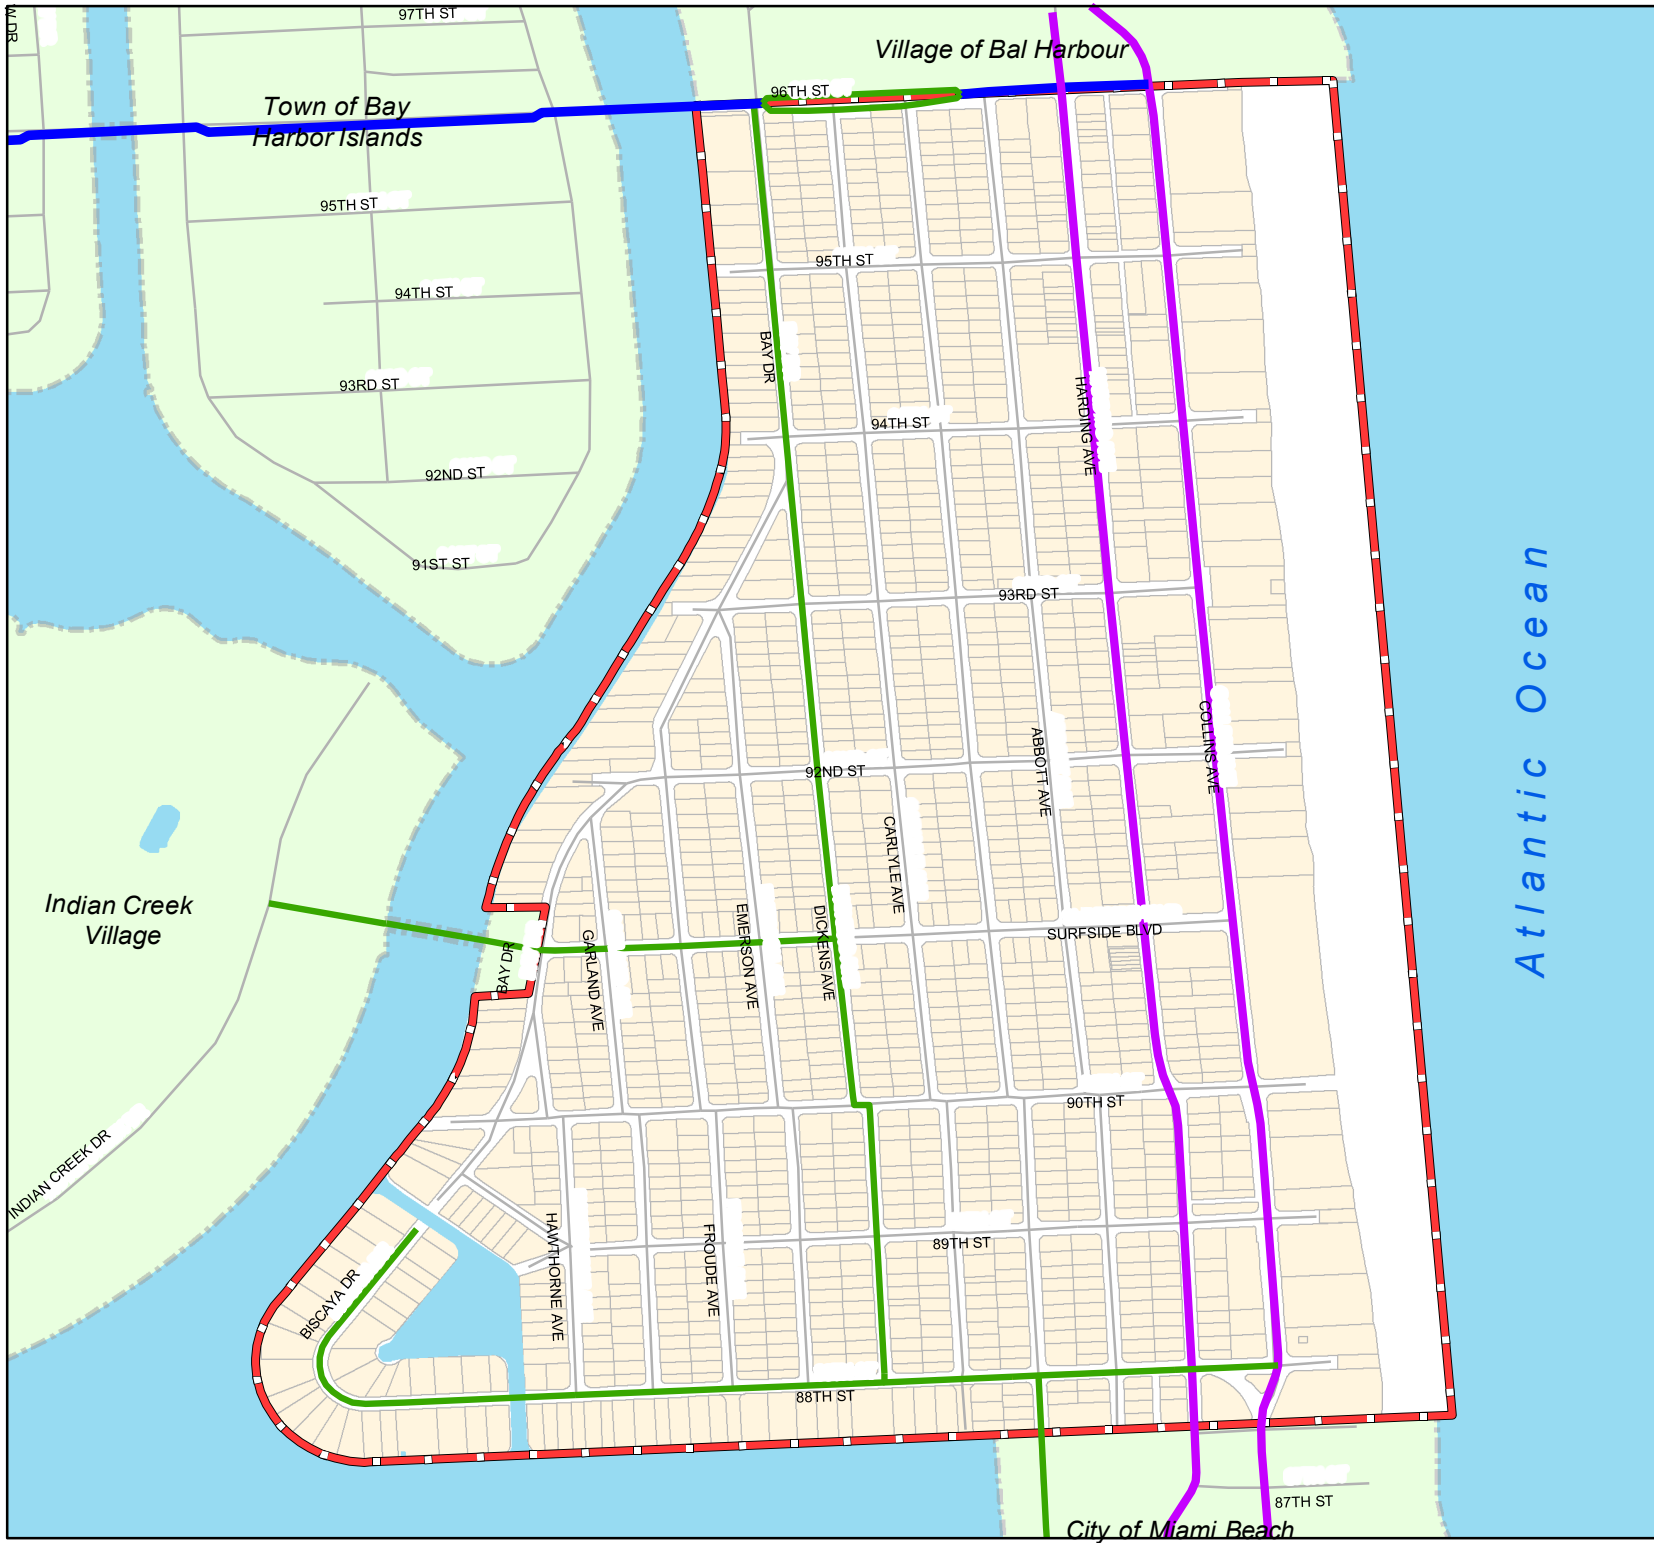 W DR
97TH ST
Village of Bal Harbour
96TH ST
Town of Bay
Harbor Islands
95TH ST
95TH ST
94TH ST
BAY DR
93RD ST
HARDING AVE
94TH ST
92ND ST
91ST ST
93RD ST
Atlantic Ocean
COLLINS AVE
ABBOTT AVE
92ND ST
CARLYLE AVE
Indian Creek
Village
EMERSON AVE
DICKENS AVE
GARLAND AVE
BAY DR
SURFSIDE BLVD
90TH ST
INDIAN CREEK DR
HAWTHORNE AVE
FROUDE AVE
89TH ST
BISCAYA DR
88TH ST
87TH ST
City of Miami Beach